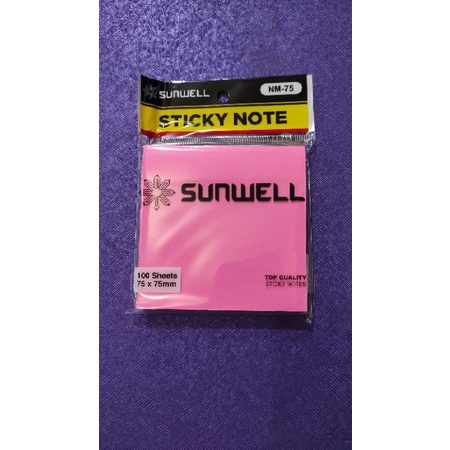 SUNWELL
NM-75
STICKY NOTE
SUNWELL
100 Sheets
75 x 75mm
TOP QUALITY
STICKY NOTES